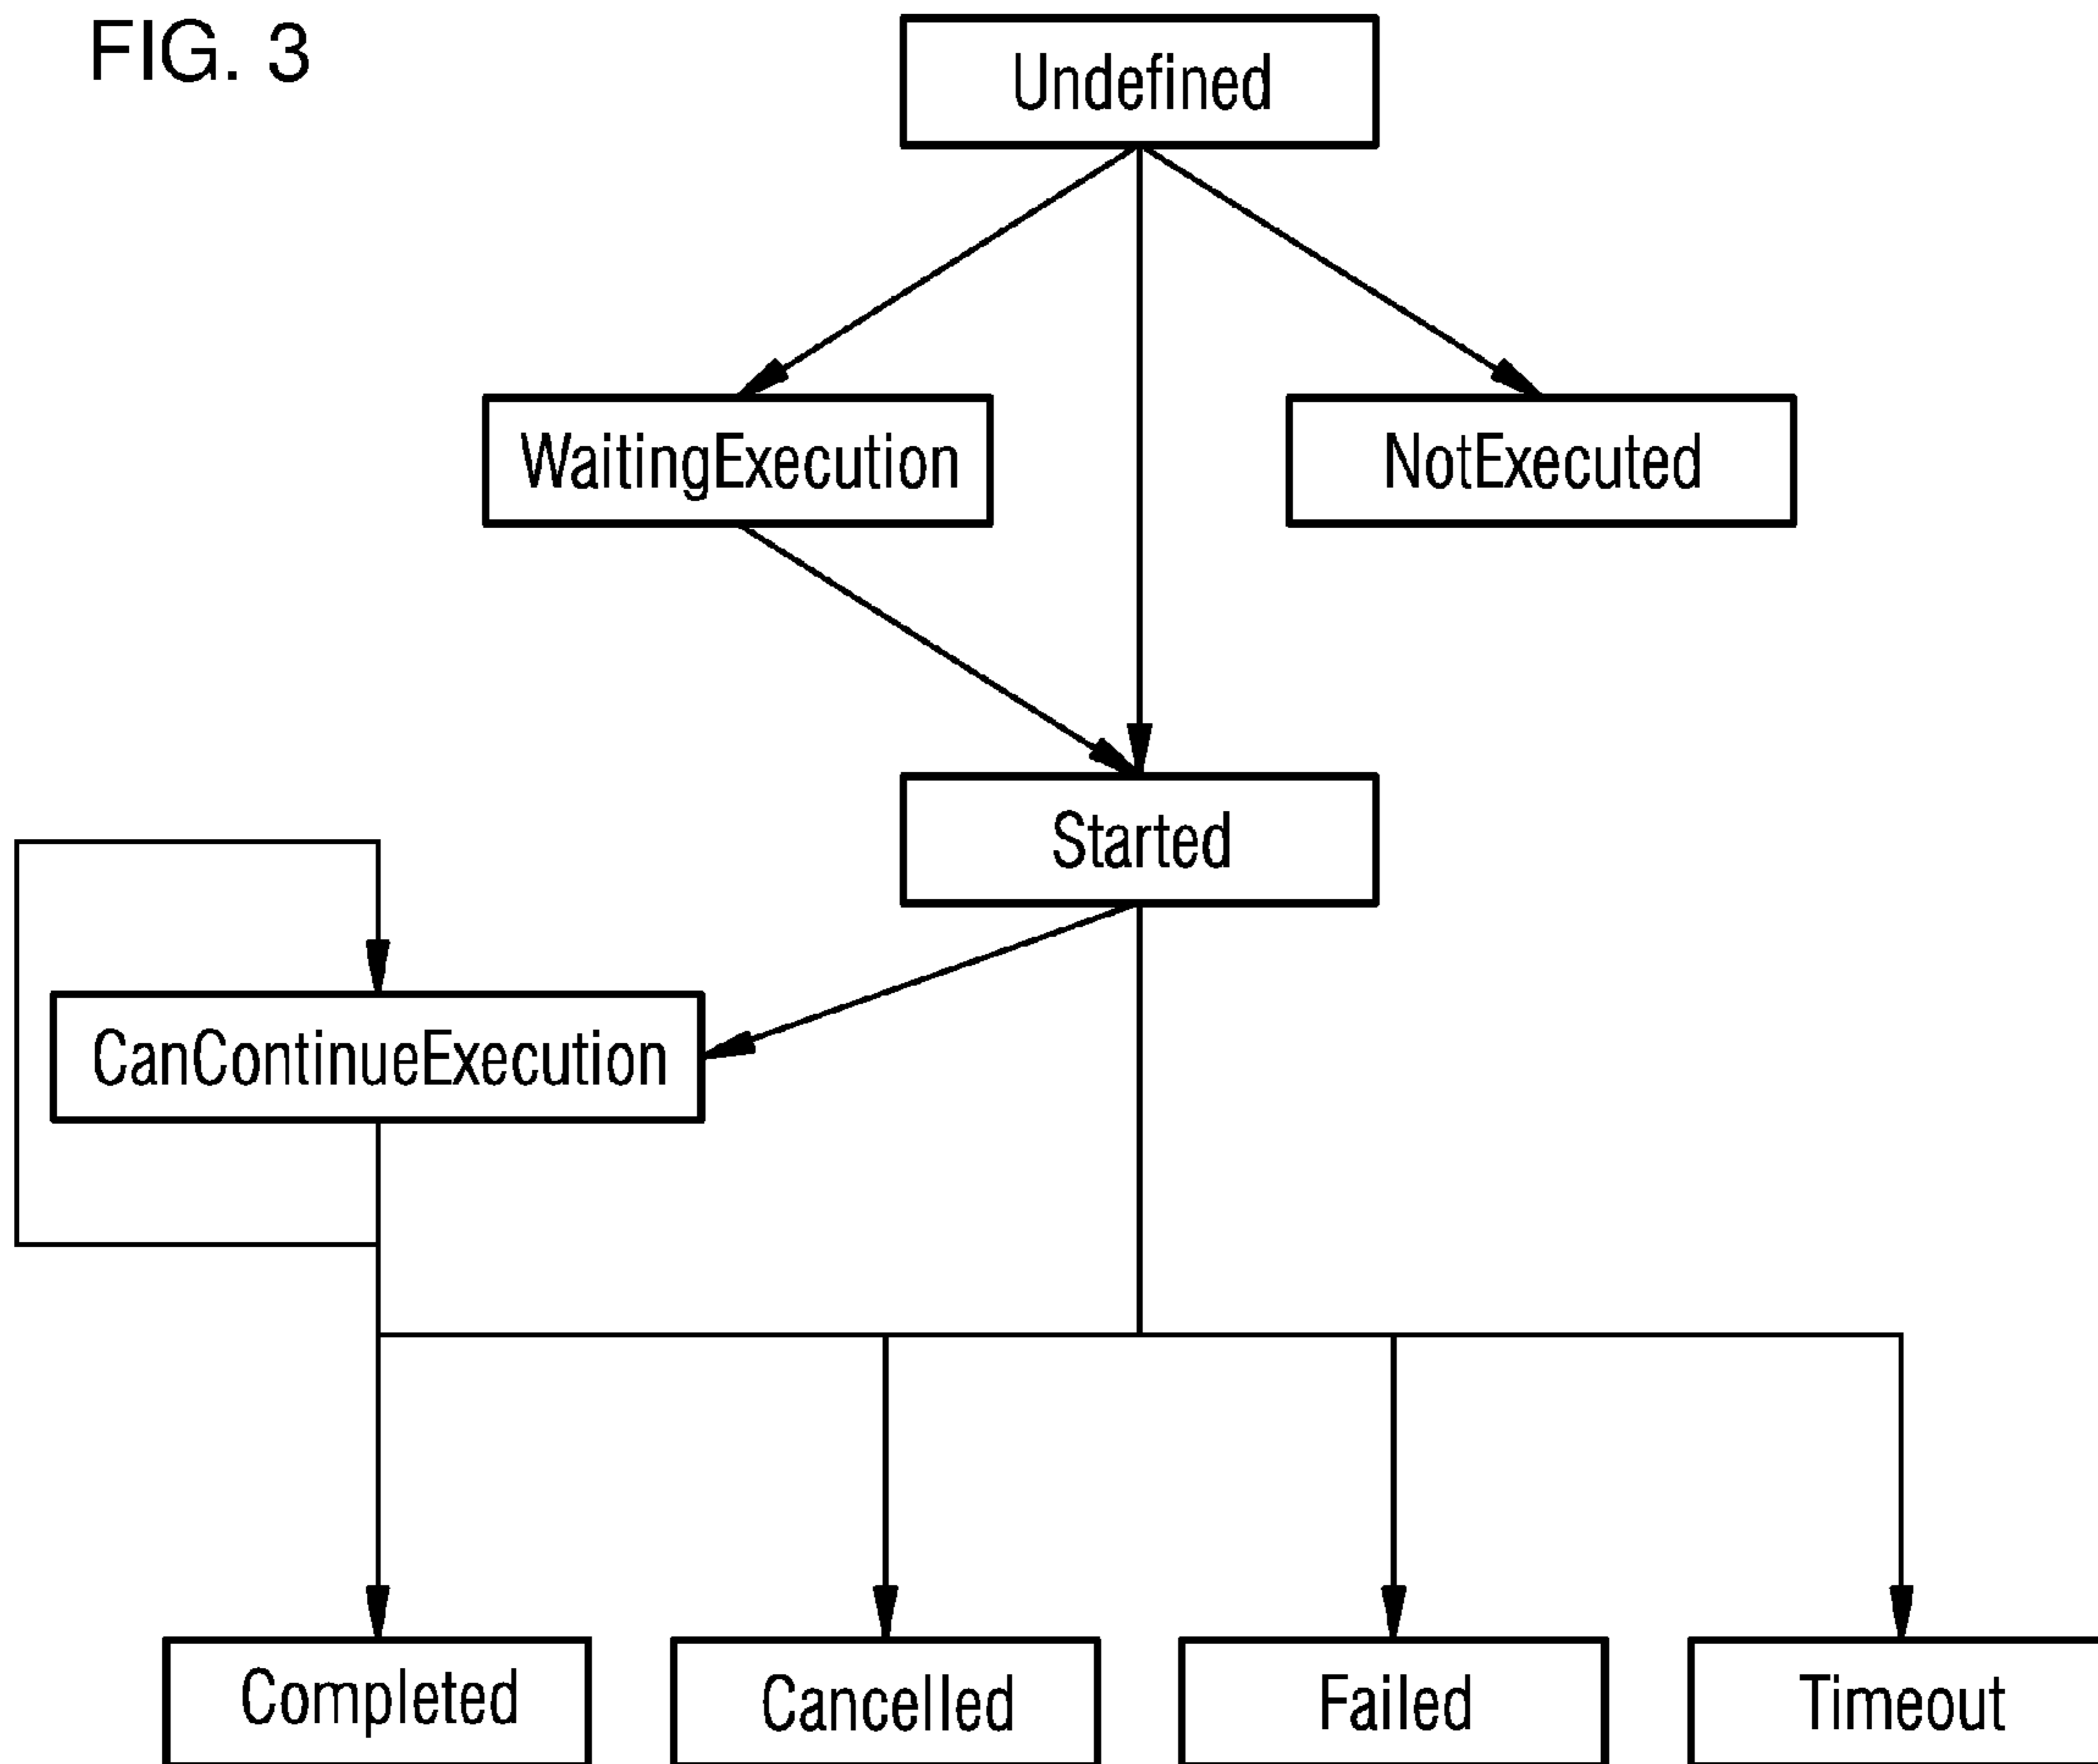 FIG. 3
Undefined
WaitingExecution
NotExecuted
Started
CanContinueExecution
Completed
Cancelled
Failed
Timeout